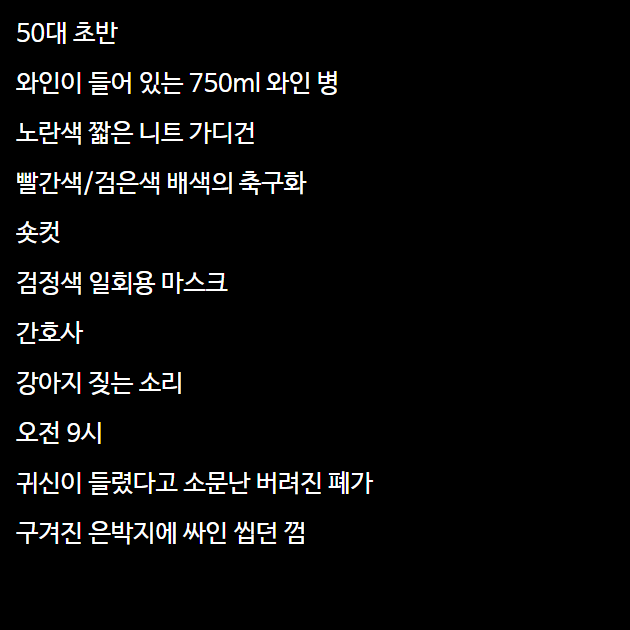 50대 초반
와인이 들어 있는 750ml 와인 병
노란색 짧은 니트 가디건
빨간색/검은색 배색의 축구화
숏컷
검정색 일회용 마스크
간호사
강아지 짖는 소리
오전 9시
귀신이 들렸다고 소문난 버려진 폐가
구겨진 은박지에 싸인 씹던 껌